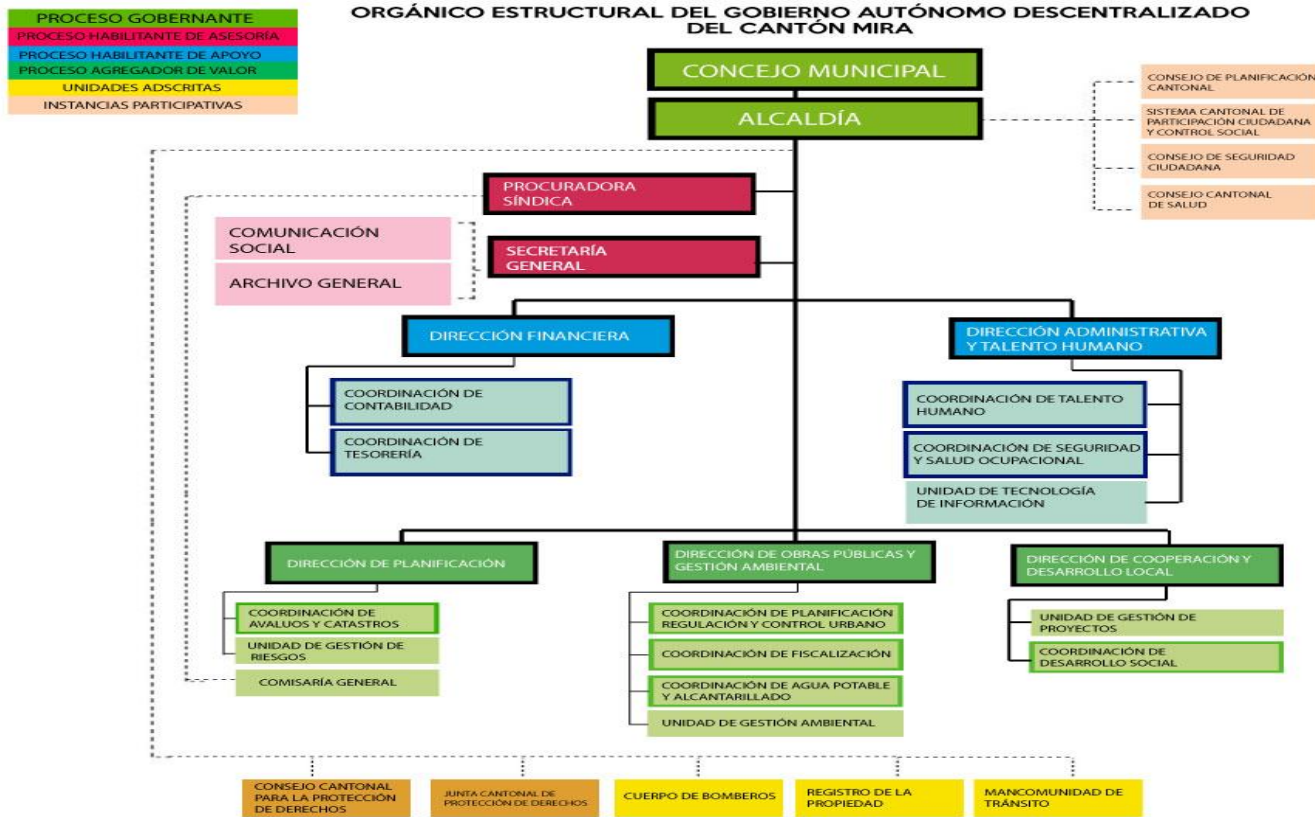 PROCESO GOBERNANTE
PROCESO HABILITANTE DE ASESORÍA
PROCESO HABILITANTE DE APOYO
PROCESO AGREGADOR DE VALOR
UNIDADES ADSCRITAS
INSTANCIAS PARTICIPATIVAS
ORGÁNICO ESTRUCTURAL DEL GOBIERNO AUTÓNOMO DESCENTRALIZADO
DEL CANTÓN MIRA
CONCEJO MUNICIPAL
ALCALDÍA
CONSEJO DE PLANIFICACIÓN
CANTONAL
SISTEMA CANTONAL DE
PARTICIPACIÓN CIUDADANA
Y CONTROL SOCIAL
CONSEJO DE SEGURIDAD
CIUDADANA
CONSEJO CANTONAL
DE SALUD
PROCURADORA
SÍNDICA
COMUNICACIÓN
SOCIAL
ARCHIVO GENERAL
SECRETARÍA
GENERAL
DIRECCIÓN FINANCIERA
DIRECCIÓN ADMINISTRATIVA
Y TALENTO HUMANO
COORDINACIÓN DE
CONTABILIDAD
COORDINACIÓN DE
TESORERÍA
COORDINACIÓN DE TALENTO
HUMANO
COORDINACIÓN DE SEGURIDAD
Y SALUD OCUPACIONAL
UNIDAD DE TECNOLOGÍA
DE INFORMACIÓN
DIRECCIÓN DE PLANIFICACIÓN
DIRECCIÓN DE OBRAS PÚBLICAS Y
GESTIÓN AMBIENTAL
DIRECCIÓN DE COOPERACIÓN Y
DESARROLLO LOCAL
COORDINACIÓN DE
AVALUOS Y CATASTROS
UNIDAD DE GESTIÓN DE
RIESGOS
COMISARÍA GENERAL
COORDINACIÓN DE PLANIFICACIÓN
REGULACIÓN Y CONTROL URBANO
COORDINACIÓN DE FISCALIZACIÓN
COORDINACIÓN DE AGUA POTABLE
Y ALCANTARILLADO
UNIDAD DE GESTIÓN AMBIENTAL
UNIDAD DE GESTIÓN DE
PROYECTOS
COORDINACIÓN DE
DESARROLLO SOCIAL
CONSEJO CANTONAL
PARA LA PROTECCIÓN
DE DERECHOS
JUNTA CANTONAL DE
PROTECCIÓN DE DERECHOS
CUERPO DE BOMBEROS
REGISTRO DE LA
PROPIEDAD
MANCOMUNIDAD DE
TRÁNSITO